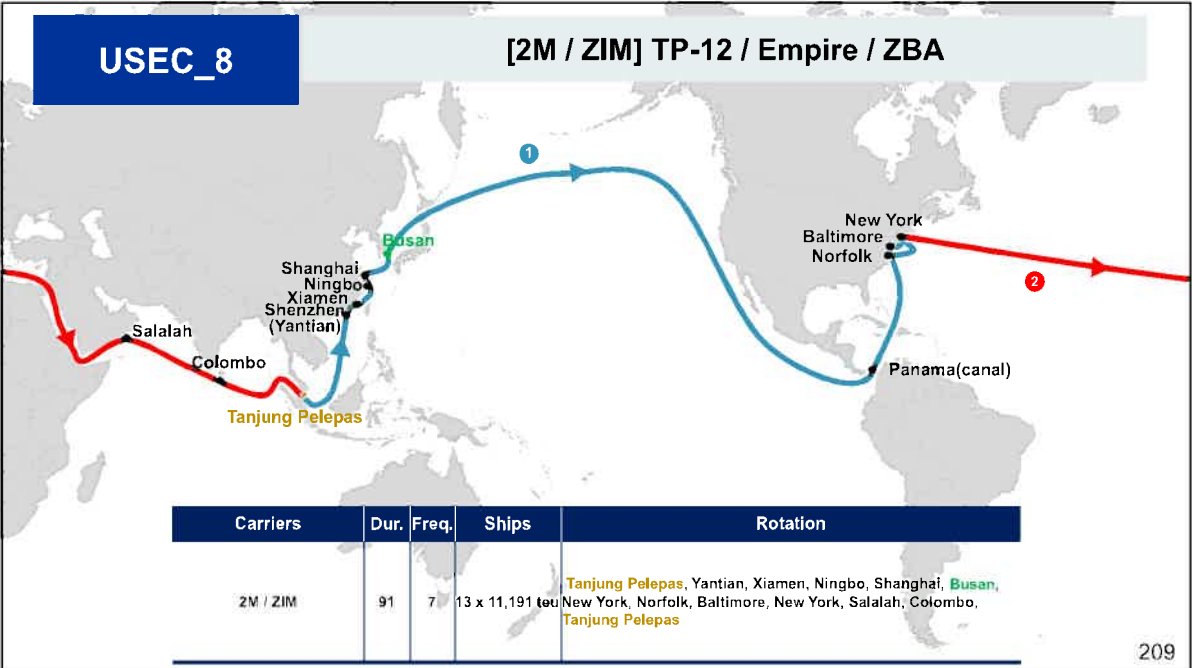 USEC_8
[2M / ZIM] TP-12 / Empire / ZBA
1
New York
Baltimore
Norfolk
Busan
Shanghai
Ningbo
Xiamen
Shenzhen
(Yantian)
2
Salalah
Colombo
Panama(canal)
Tanjung Pelepas
Carriers Dur. Freq. Ships Rotation
2M / ZIM 91 7 13 x 11,191 teu
Tanjung Pelepas, Yantian, Xiamen, Ningbo, Shanghai, Busan,
New York, Norfolk, Baltimore, New York, Salalah, Colombo,
Tanjung Pelepas
209